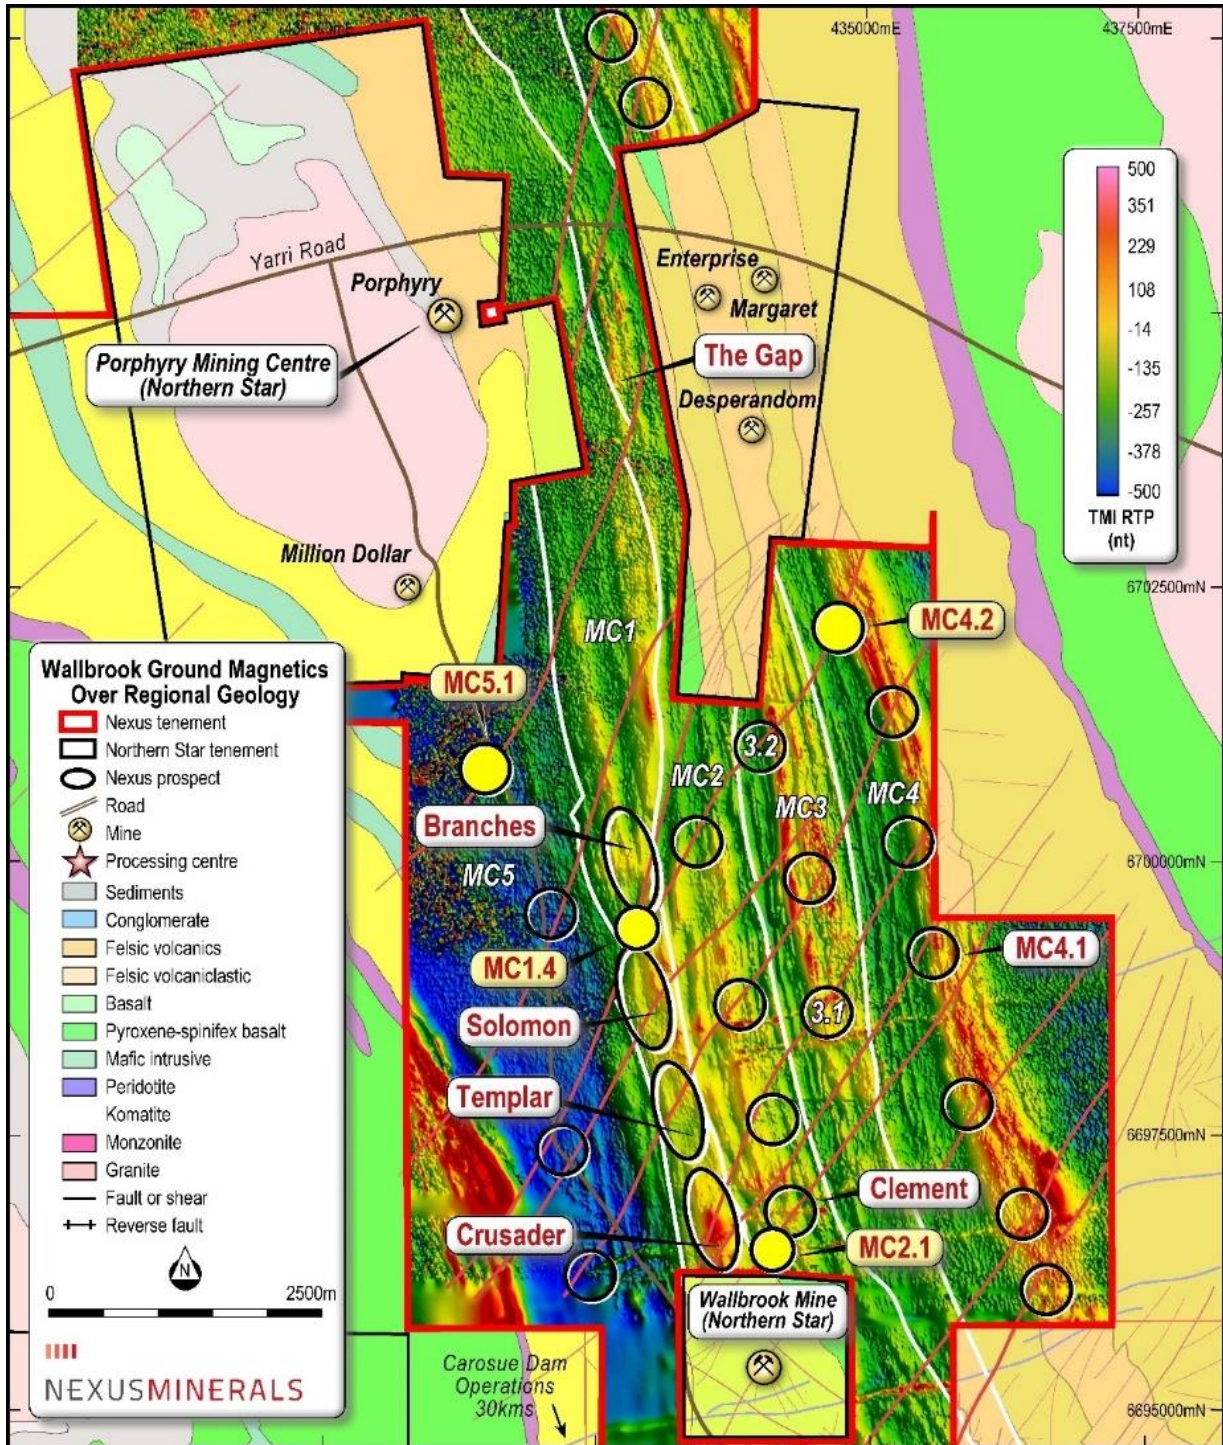 435000mE
437500mE
500
351
229
108
-14
-135
-257
-378
-500
TMI RTP
(nt)
Yarri Road
Porphyry
Porphyry Mining Centre
(Northern Star)
Enterprise
Margaret
The Gap
Desperandom
Million Dollar
6702500mN
MC1
MC4.2
MC5.1
3.2
MC2
MC3
MC4
Branches
MC5
6700000mN
MC4.1
MC1.4
Solomon
3.1
Templar
6697500mN
Clement
Crusader
MC2.1
Wallbrook Mine
(Northern Star)
Carosue Dam
Operations
30kms
6695000mN
Wallbrook Ground Magnetics
Over Regional Geology
Nexus tenement
Northern Star tenement
Nexus prospect
Road
Mine
Processing centre
Sediments
Conglomerate
Felsic volcanics
Felsic volcaniclastic
Basalt
Pyroxene-spinifex basalt
Mafic intrusive
Peridotite
Komatite
Monzonite
Granite
Fault or shear
Reverse fault
N
0
2500m
NEXUSMINERALS